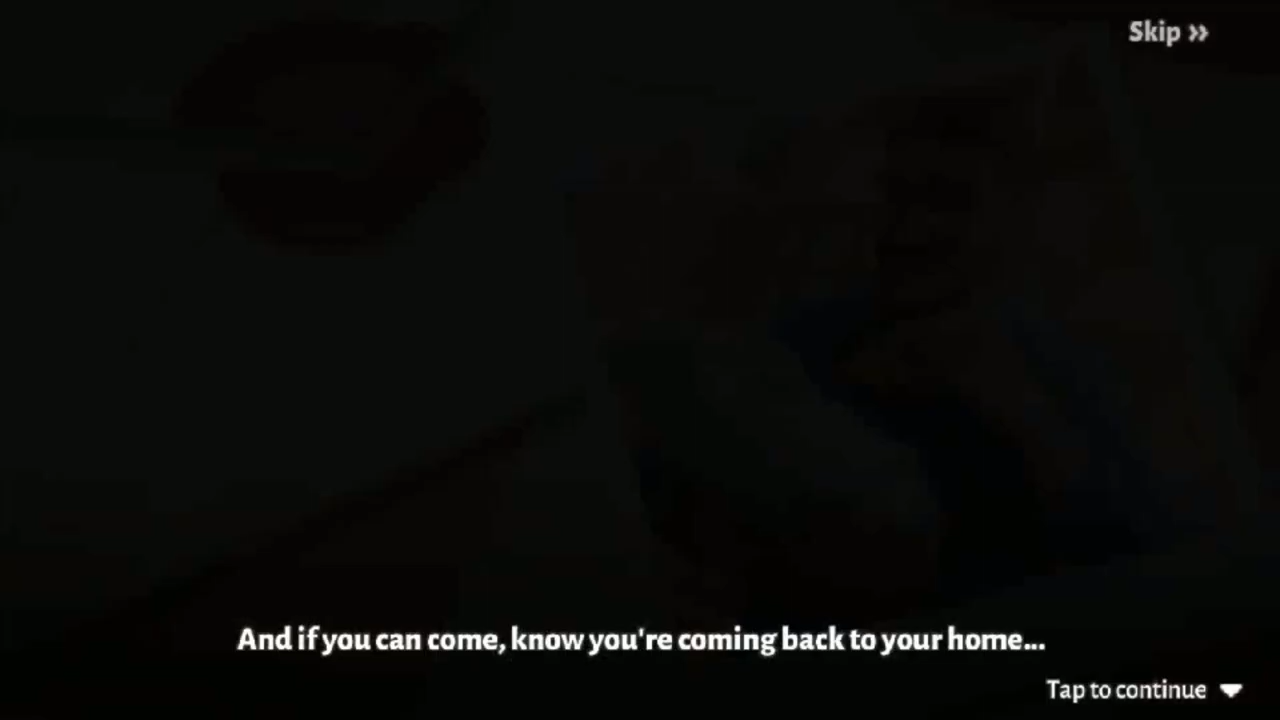 Skip »
And if you can come, know you're coming back to your home...
Tap to continue